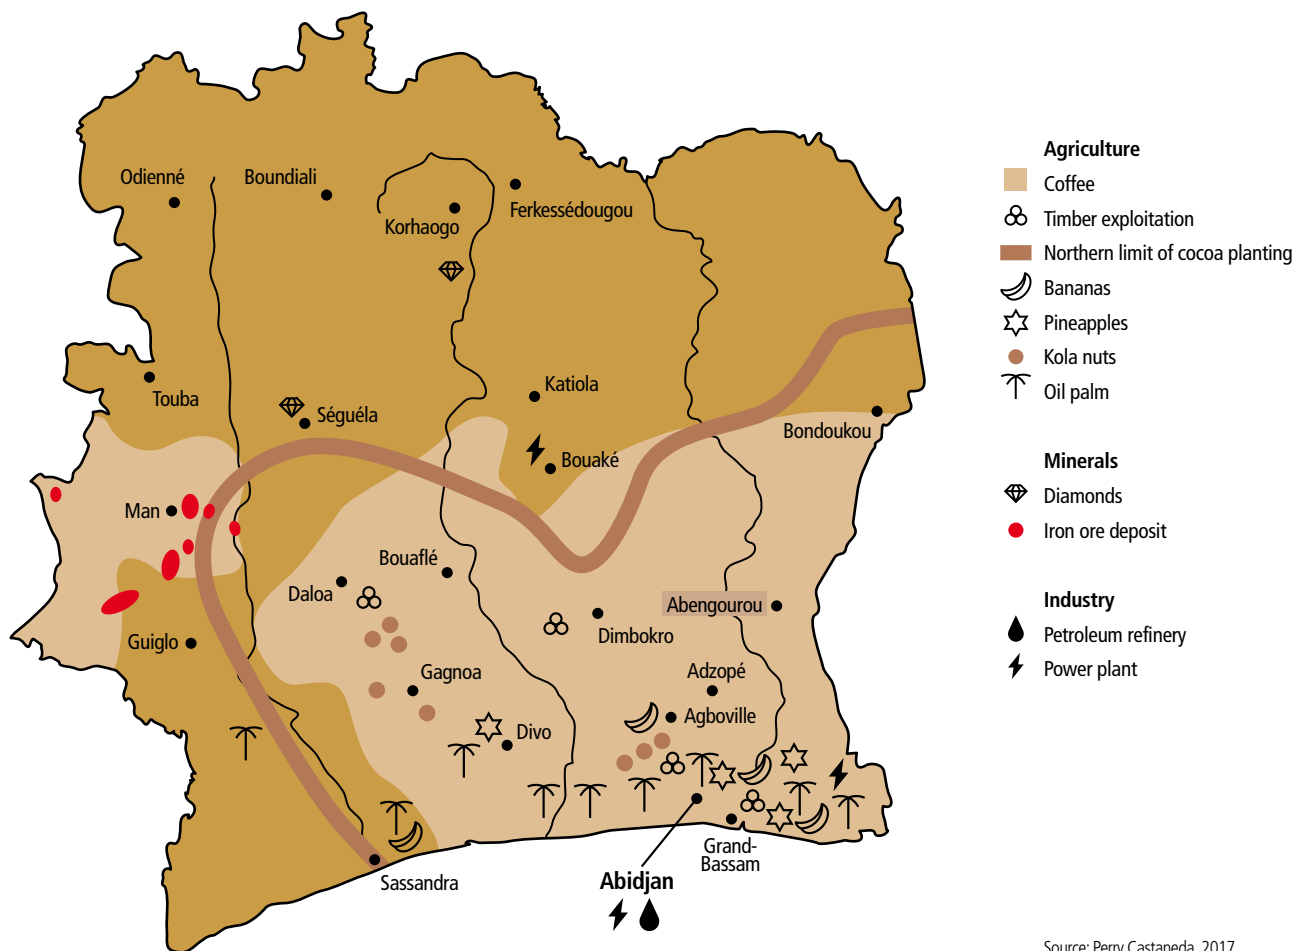 Odienné
Boundiali
Korhaogo
Ferkessédougou
Touba
Séguéla
Katiola
Bouaké
Bondoukou
Man
Bouaflé
Daloa
Dimbokro
Abengourou
Guiglo
Gagnoa
Adzopé
Agboville
Divo
Grand-
Bassam
Sassandra
Abidjan
Agriculture
Coffee
Timber exploitation
Northern limit of cocoa planting
Bananas
Pineapples
Kola nuts
Oil palm
Minerals
Diamonds
Iron ore deposit
Industry
Petroleum refinery
Power plant
Source: Perry Castaneda, 2017